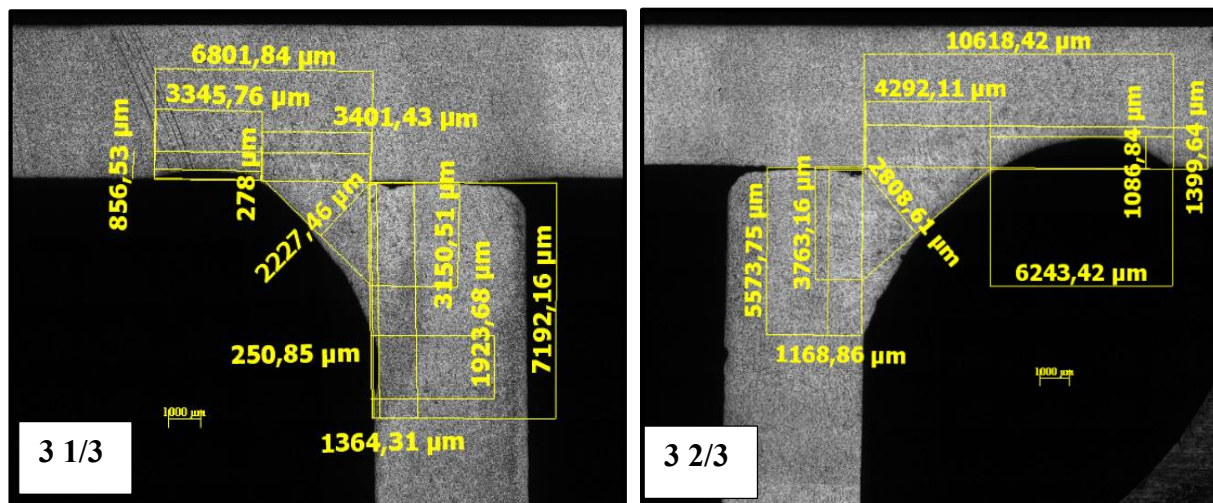 6801,84 µm
3345,76 µm
3401,43 µm
856,53 µm
278 µm
2227,46 µm
3150,51 µm
1923,68 µm
7192,16 µm
250,85 µm
1364,31 µm
1000 µm
3 1/3
10618,42 µm
4292,11 µm
1086,84 µm
1399,64 µm
2808,61 µm
5573,75 µm
3763,16 µm
6243,42 µm
1168,86 µm
1000 µm
3 2/3